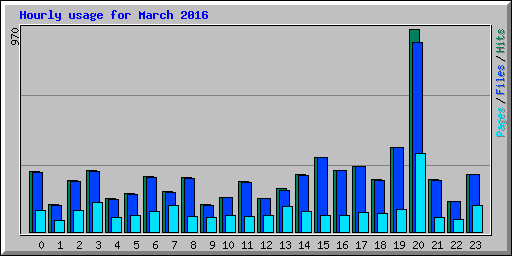 Hourly usage for March 2016
970
Pages/Files/Hits
0 1 2 3 4 5 6 7 8 9 10 11 12 13 14 15 16 17 18 19 20 21 22 23